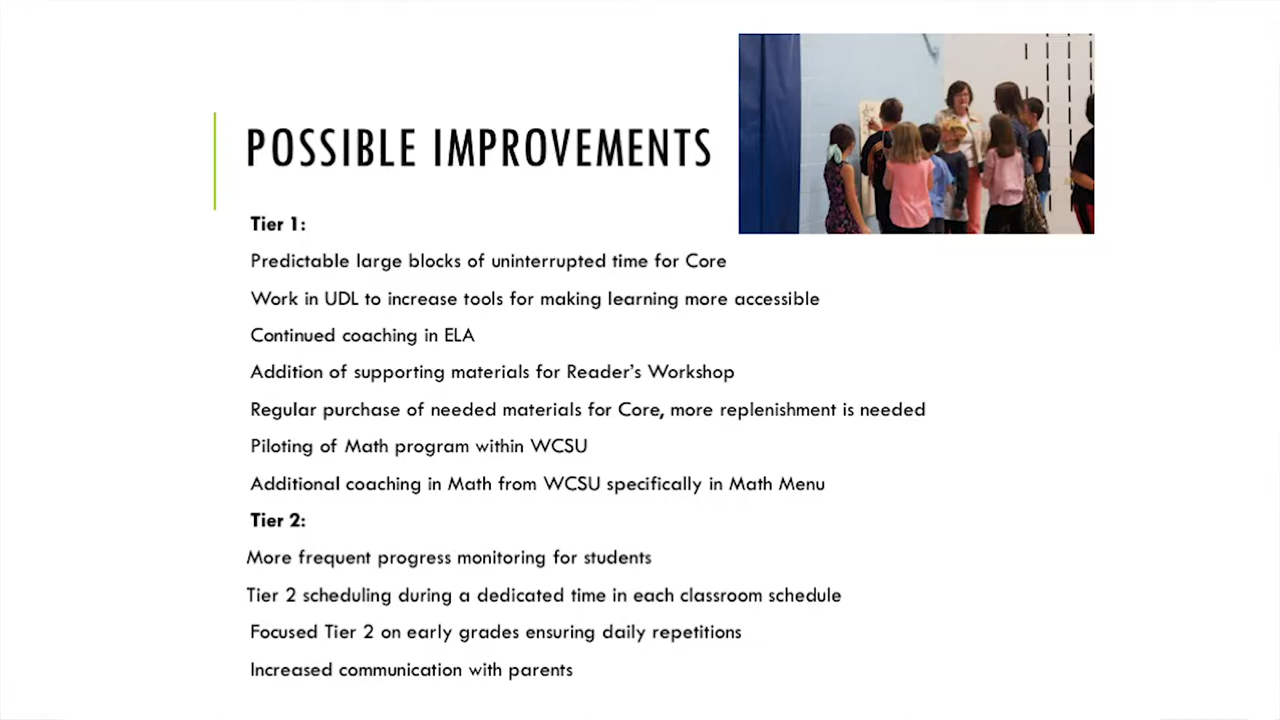 POSSIBLE IMPROVEMENTS
Tier 1:
Predictable large blocks of uninterrupted time for Core
Work in UDL to increase tools for making learning more accessible
Continued coaching in ELA
Addition of supporting materials for Reader’s Workshop
Regular purchase of needed materials for Core, more replenishment is needed
Piloting of Math program within WCSU
Additional coaching in Math from WCSU specifically in Math Menu
Tier 2:
More frequent progress monitoring for students
Tier 2 scheduling during a dedicated time in each classroom schedule
Focused Tier 2 on early grades ensuring daily repetitions
Increased communication with parents